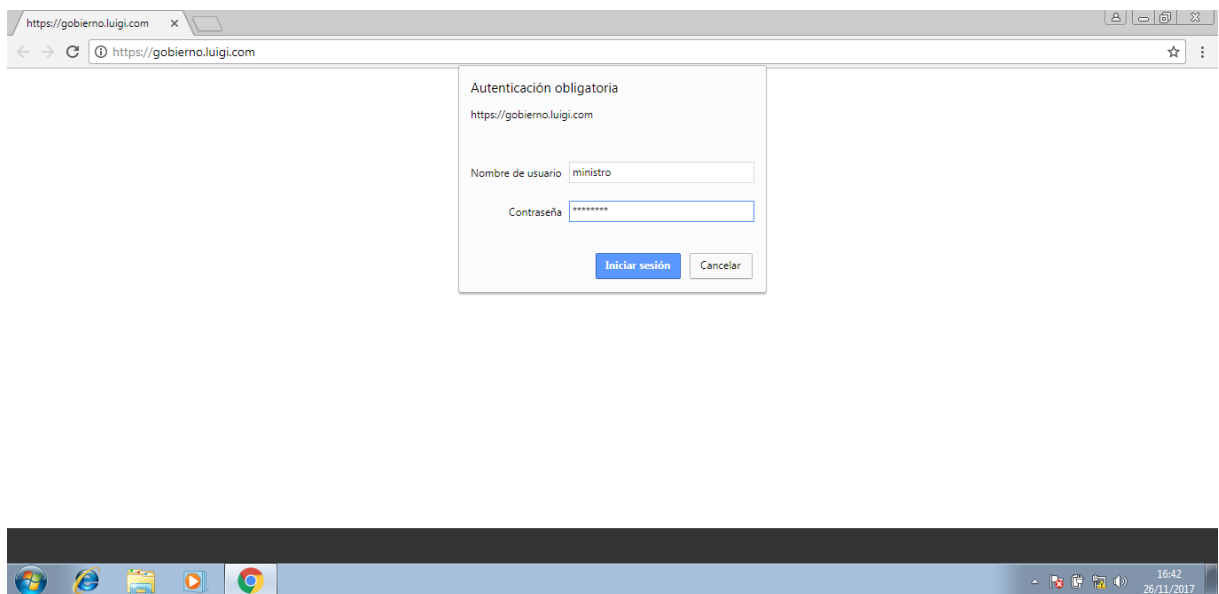 https://gobierno.luigi.com
https://gobierno.luigi.com
Autenticación obligatoria
https://gobierno.luigi.com
Nombre de usuario ministro
Contraseña ********
Iniciar sesión Cancelar
16:42
26/11/2017